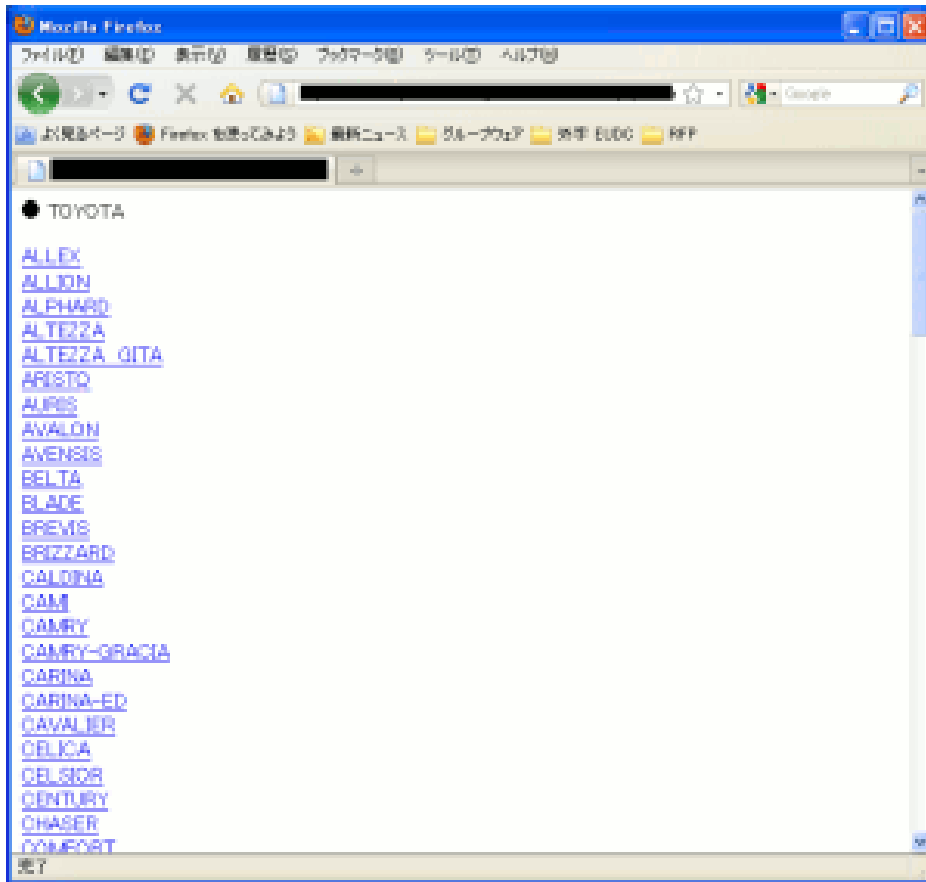 Mozilla Firefox
ファイル(F) 編集(E) 表示(V) 履歴(S) ブックマーク(B) ツール(T) ヘルプ(H)
Google
よく見るページ Firefox を使ってみよう 最新ニュース グループウェア 外字 EUDC RFP
● TOYOTA
ALLEX
ALLION
ALPHARD
ALTEZZA
ALTEZZA GITA
ARISTO
AURIS
AVALON
AVENSIS
BELTA
BLADE
BREVIS
BRIZZARD
CALDINA
CAMI
CAMRY
CAMRY-GRACIA
CARINA
CARINA-ED
CAVALIER
CELICA
CELSIOR
CENTURY
CHASER
COMFORT
完了